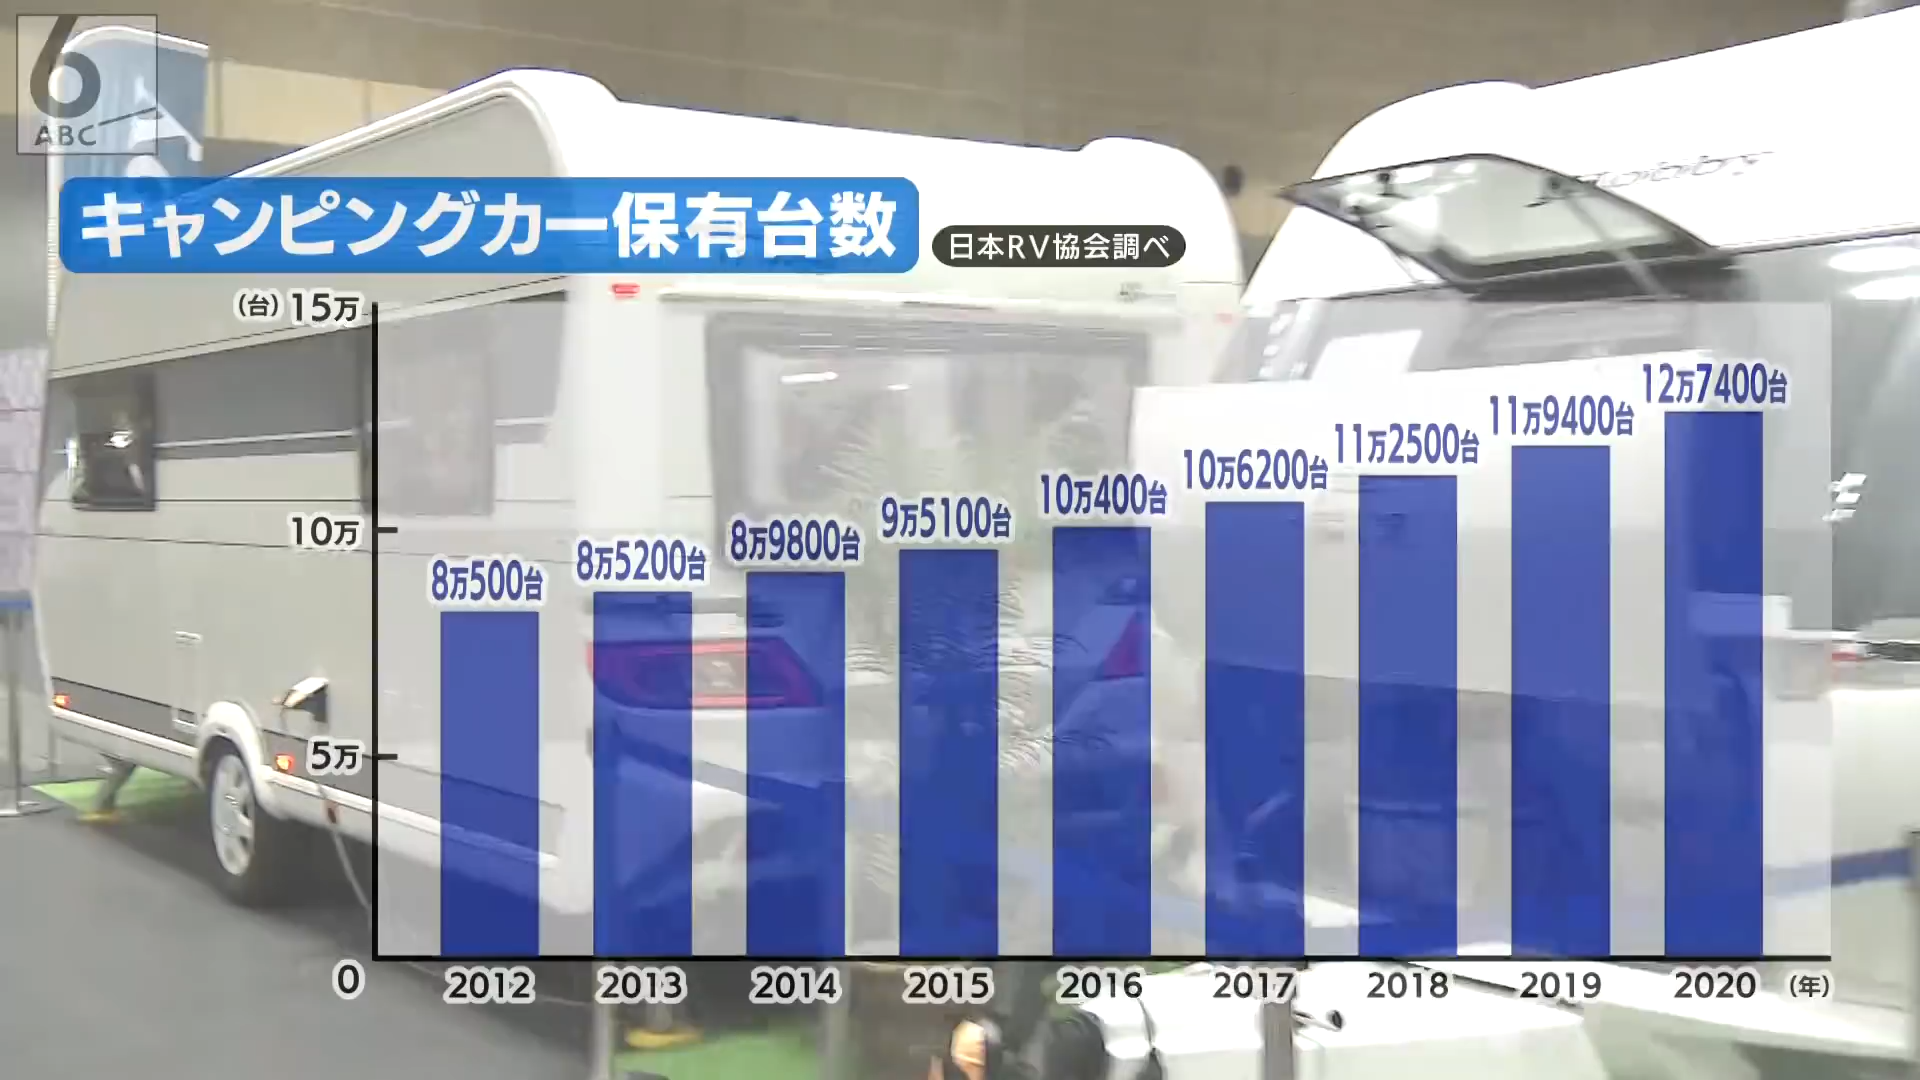 6
ABC
キャンピングカー保有台数
日本RV協会調べ
(台) 15万
10万
5万
0
8万500台
8万5200台
8万9800台
9万5100台
10万400台
10万6200台
11万2500台
11万9400台
12万7400台
2012 2013 2014 2015 2016 2017 2018 2019 2020 (年)